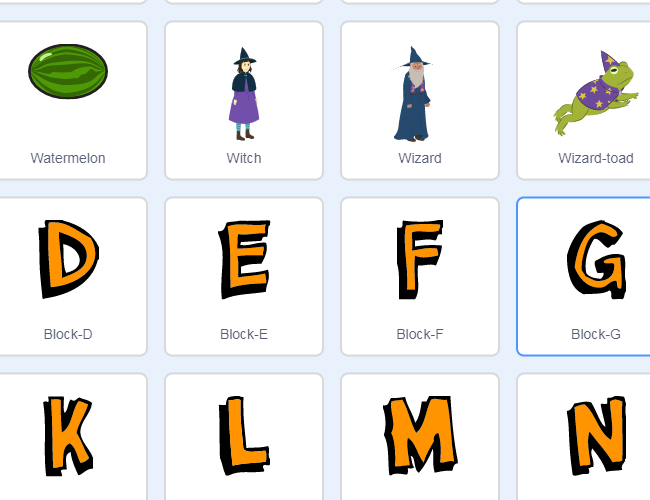 Watermelon
Witch
Wizard
Wizard-toad
D
E
F
G
Block-D
Block-E
Block-F
Block-G
K
L
M
N